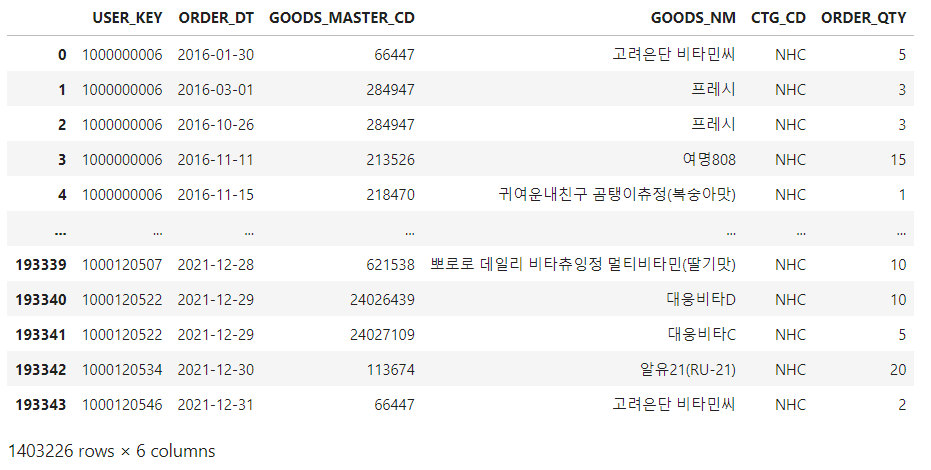 USER_KEY ORDER_DT GOODS_MASTER_CD GOODS_NM CTG_CD ORDER_QTY
0 1000000006 2016-01-30 66447 고려은단 비타민씨 NHC 5
1 1000000006 2016-03-01 284947 프레시 NHC 3
2 1000000006 2016-10-26 284947 프레시 NHC 3
3 1000000006 2016-11-11 213526 여명808 NHC 15
4 1000000006 2016-11-15 218470 귀여운내친구 곰탱이츄정(복숭아맛) NHC 1
... ... ... ... ... ... ...
193339 1000120507 2021-12-28 621538 뽀로로 데일리 비타츄잉정 멀티비타민(딸기맛) NHC 10
193340 1000120522 2021-12-29 24026439 대웅비타D NHC 10
193341 1000120522 2021-12-29 24027109 대웅비타C NHC 5
193342 1000120534 2021-12-30 113674 알유21(RU-21) NHC 20
193343 1000120546 2021-12-31 66447 고려은단 비타민씨 NHC 2
1403226 rows × 6 columns